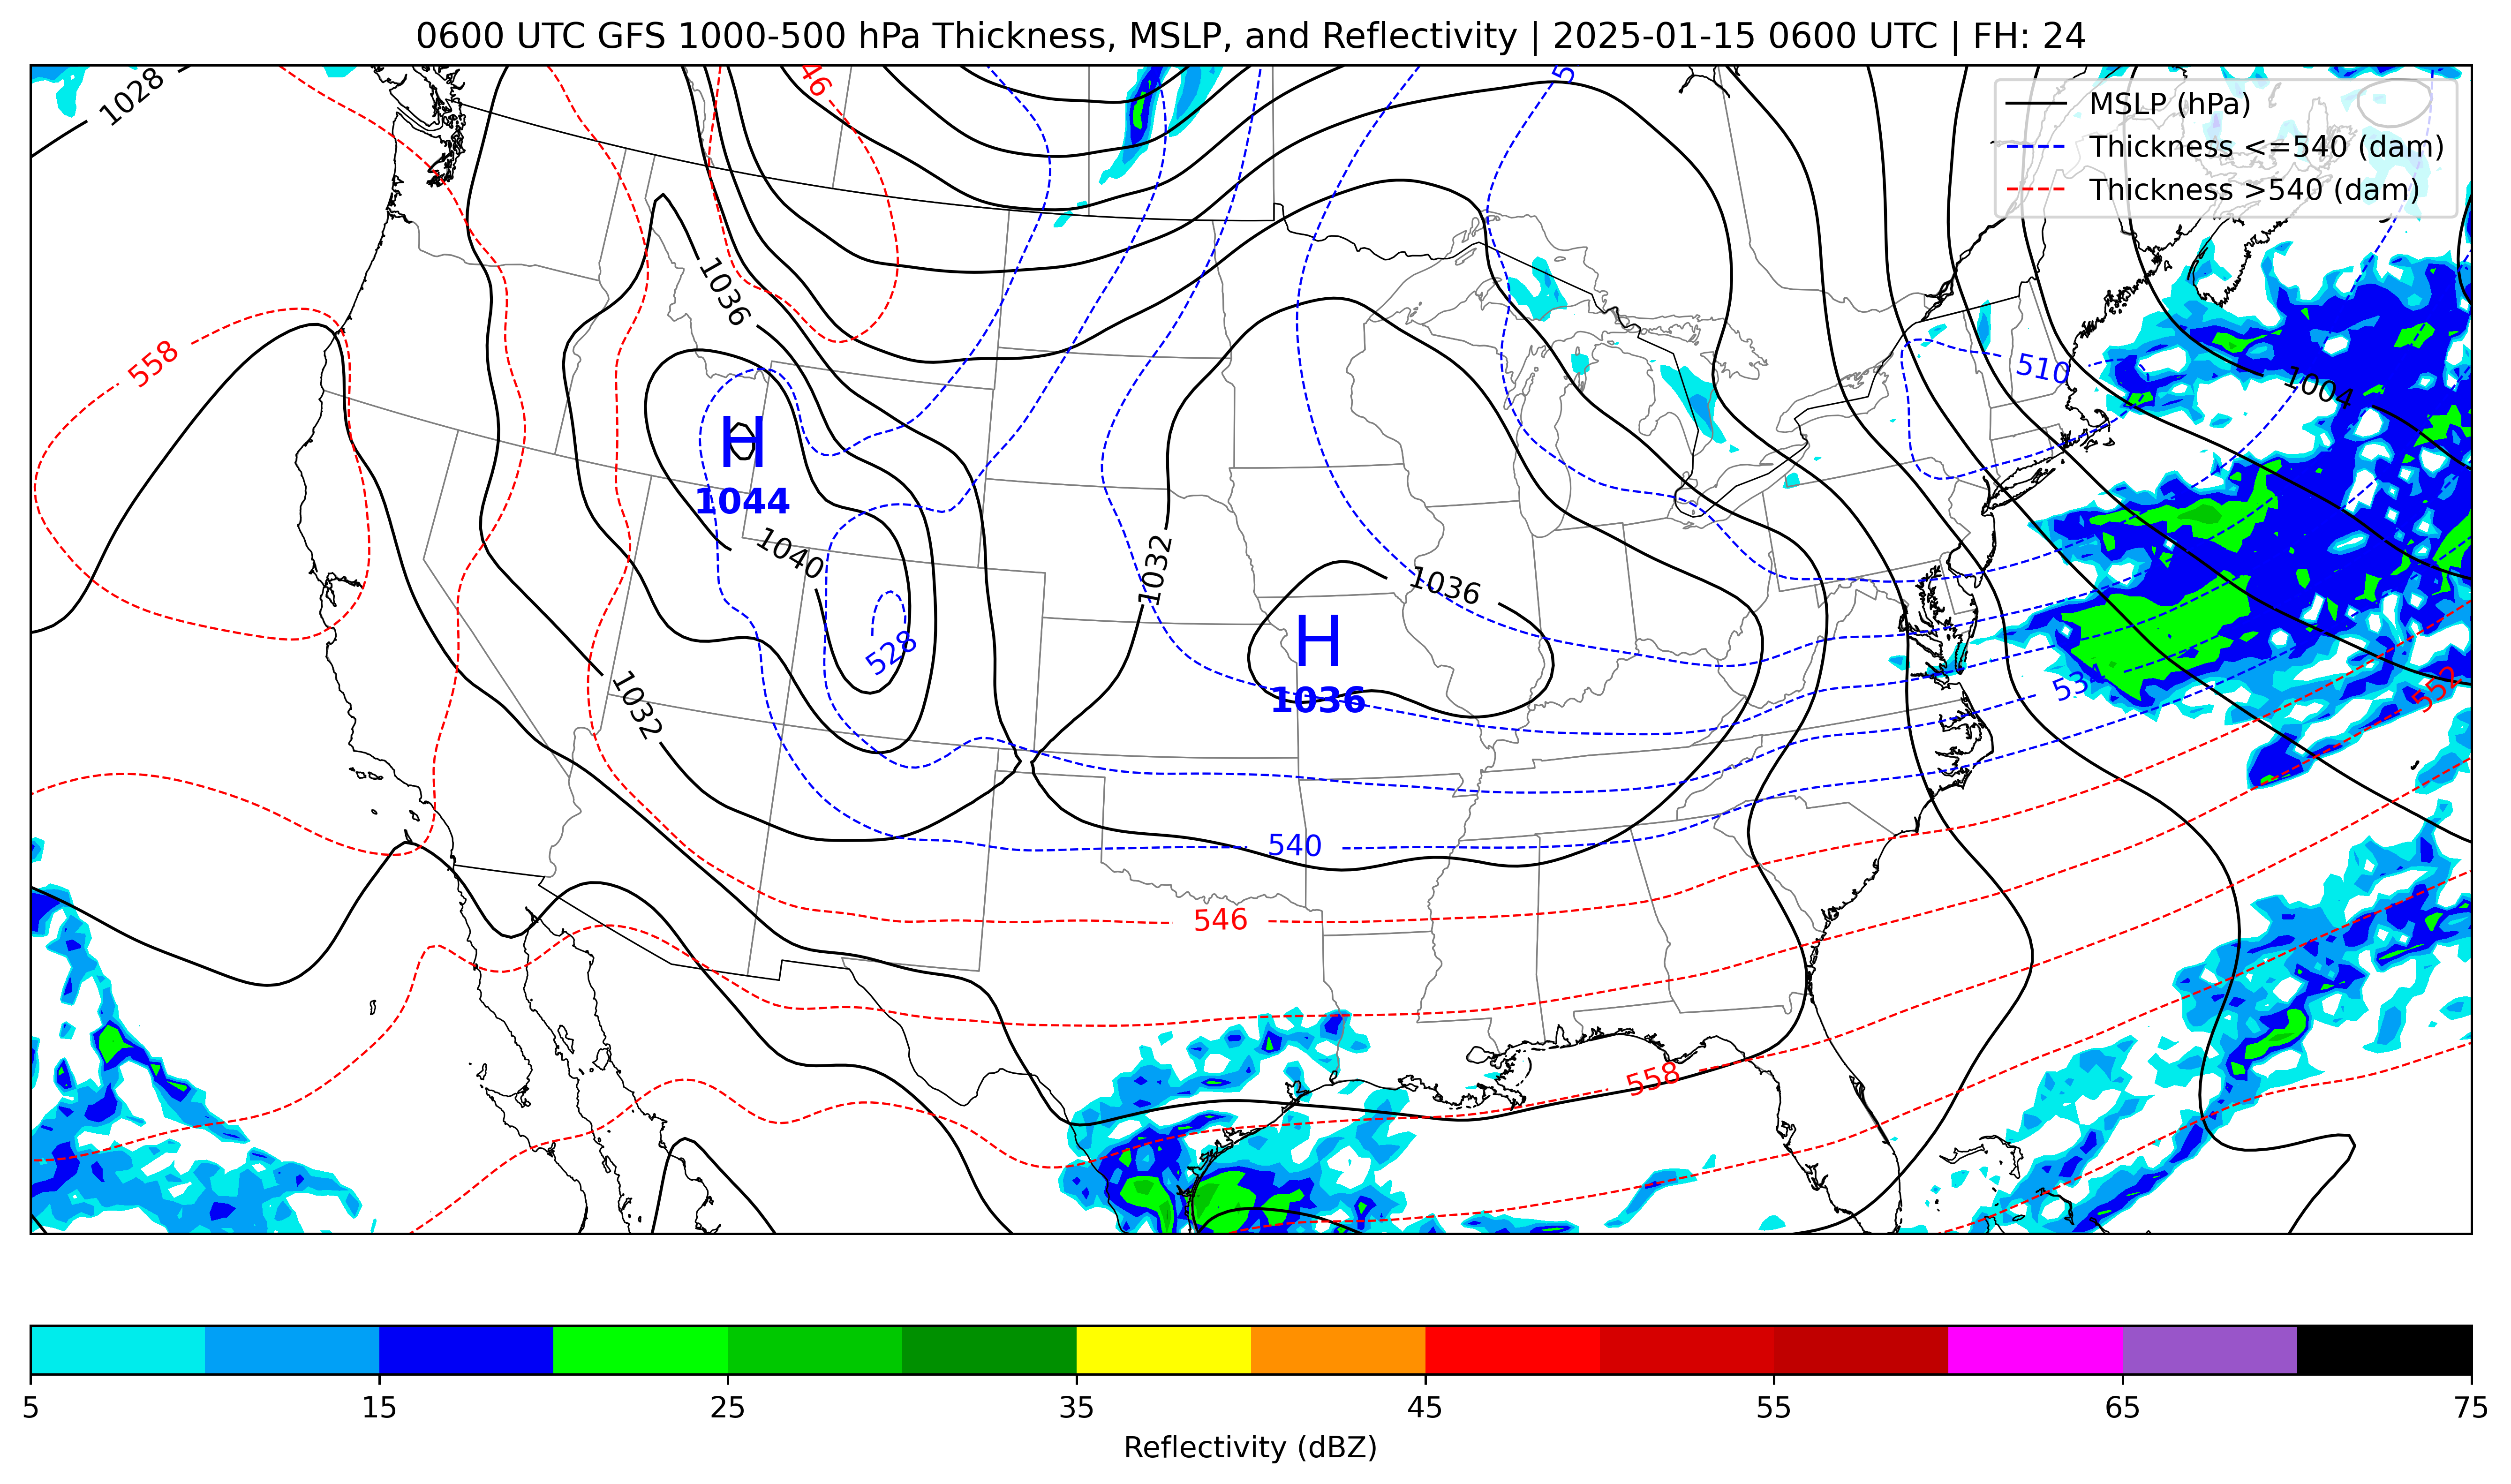 0600 UTC GFS 1000-500 hPa Thickness, MSLP, and Reflectivity | 2025-01-15 0600 UTC | FH: 24
MSLP (hPa)
Thickness <=540 (dam)
Thickness >540 (dam)
1028
46
5
1036
558
510
1004
H
1044
1040
1032
1036
H
1036
528
1032
534
552
540
546
558
5 15 25 35 45 55 65 75
Reflectivity (dBZ)